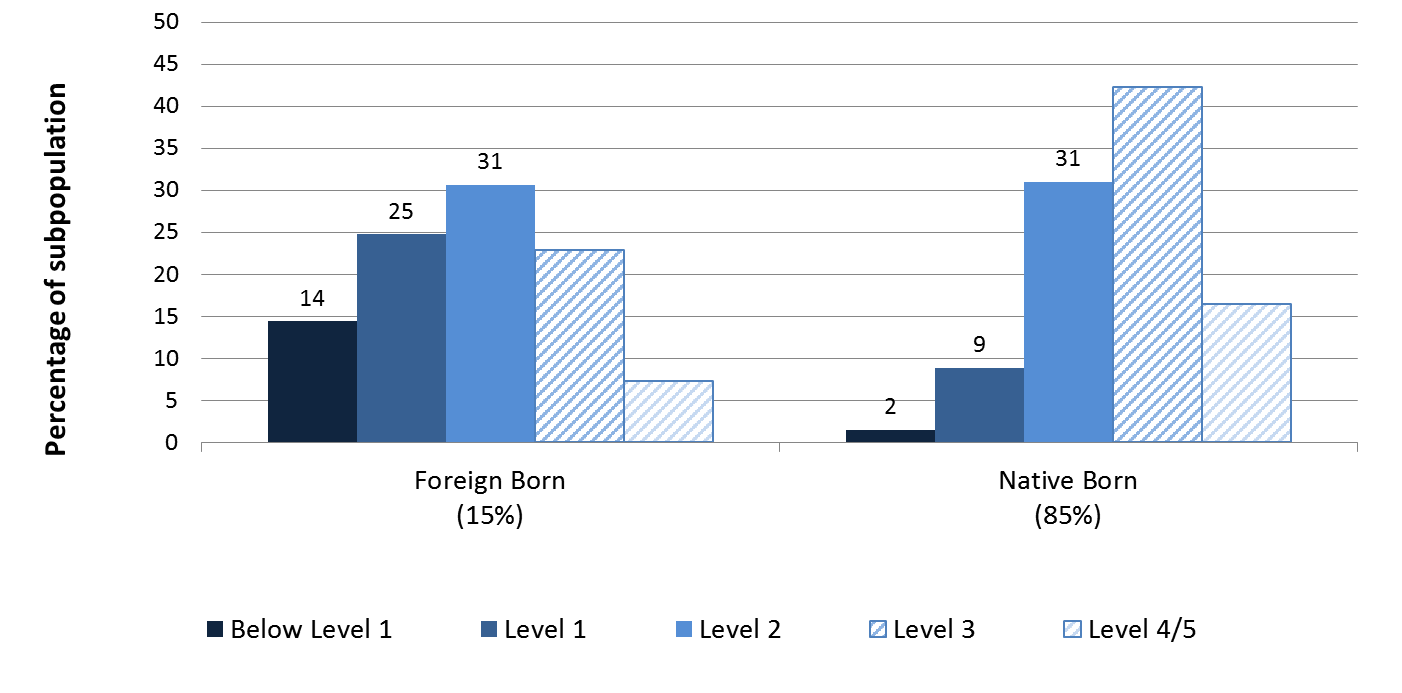 Percentage of subpopulation
50
45
40
35
30
25
20
15
10
5
0
14
25
31
2
9
31
Foreign Born
(15%)
Native Born
(85%)
Below Level 1
Level 1
Level 2
Level 3
Level 4/5